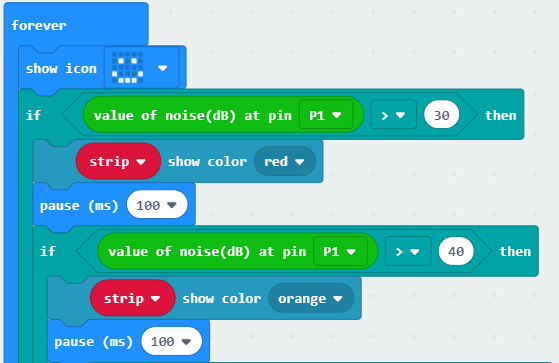 forever
show icon
if value of noise(dB) at pin P1 > 30 then
strip show color red
pause (ms) 100
if value of noise(dB) at pin P1 > 40 then
strip show color orange
pause (ms) 100